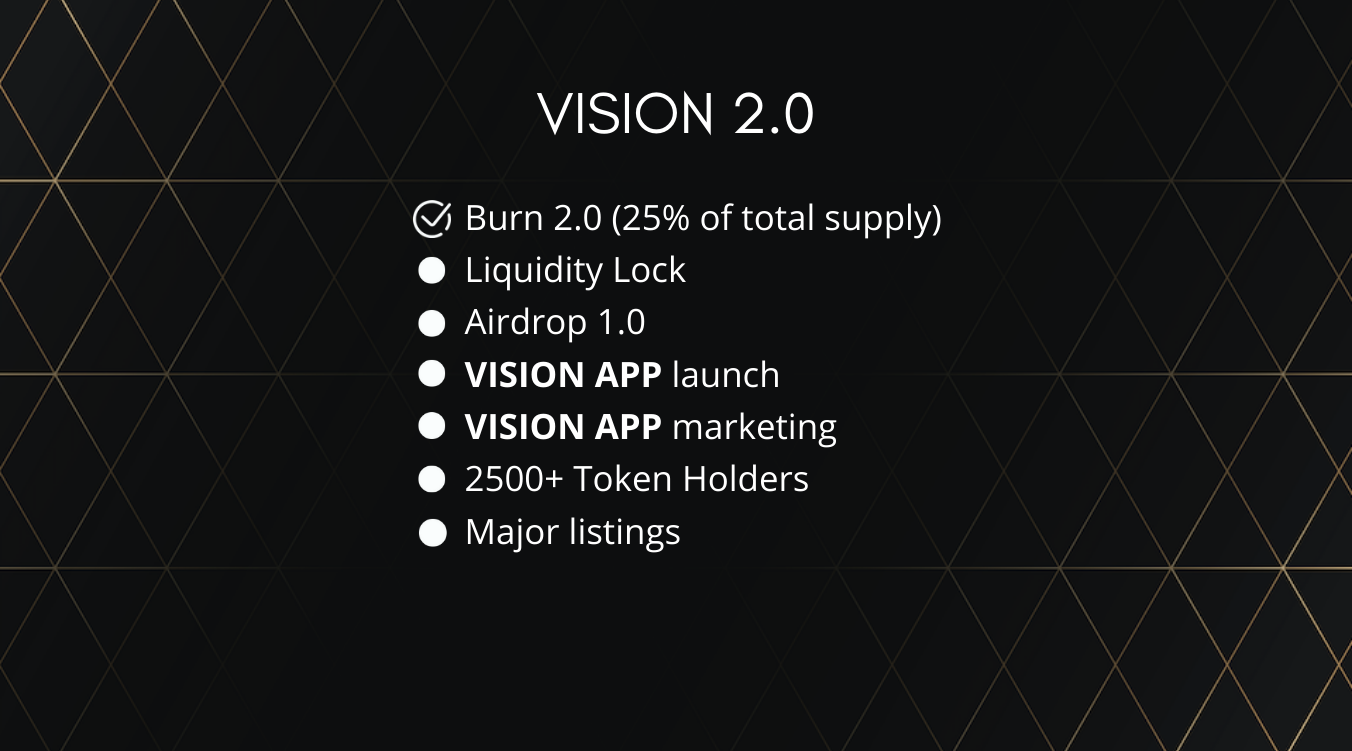 VISION 2.0
Burn 2.0 (25% of total supply)
Liquidity Lock
Airdrop 1.0
VISION APP launch
VISION APP marketing
2500+ Token Holders
Major listings